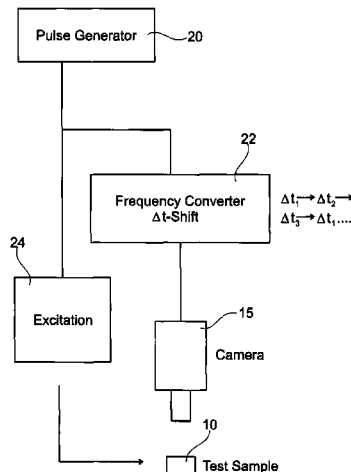 Pulse Generator
20
22
Frequency Converter
Δt-Shift
Δt₁→Δt₂→
Δt₃→Δt₁....
24
Excitation
15
Camera
10
Test Sample